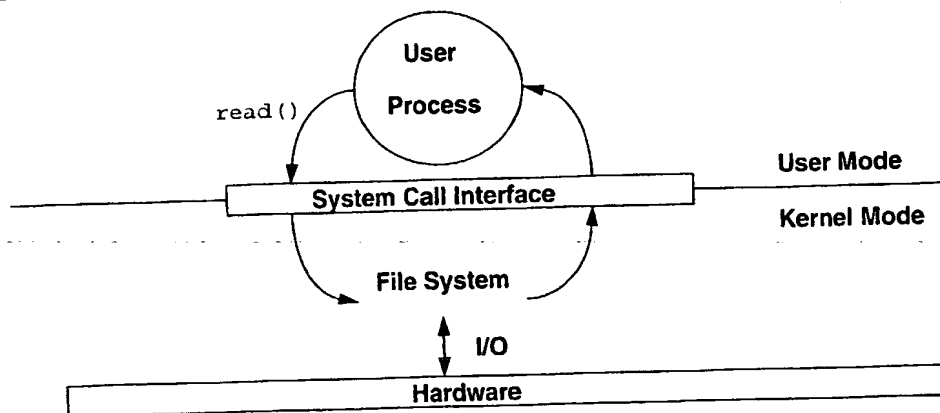 User
Process
read()
User Mode
System Call Interface
Kernel Mode
File System
I/O
Hardware